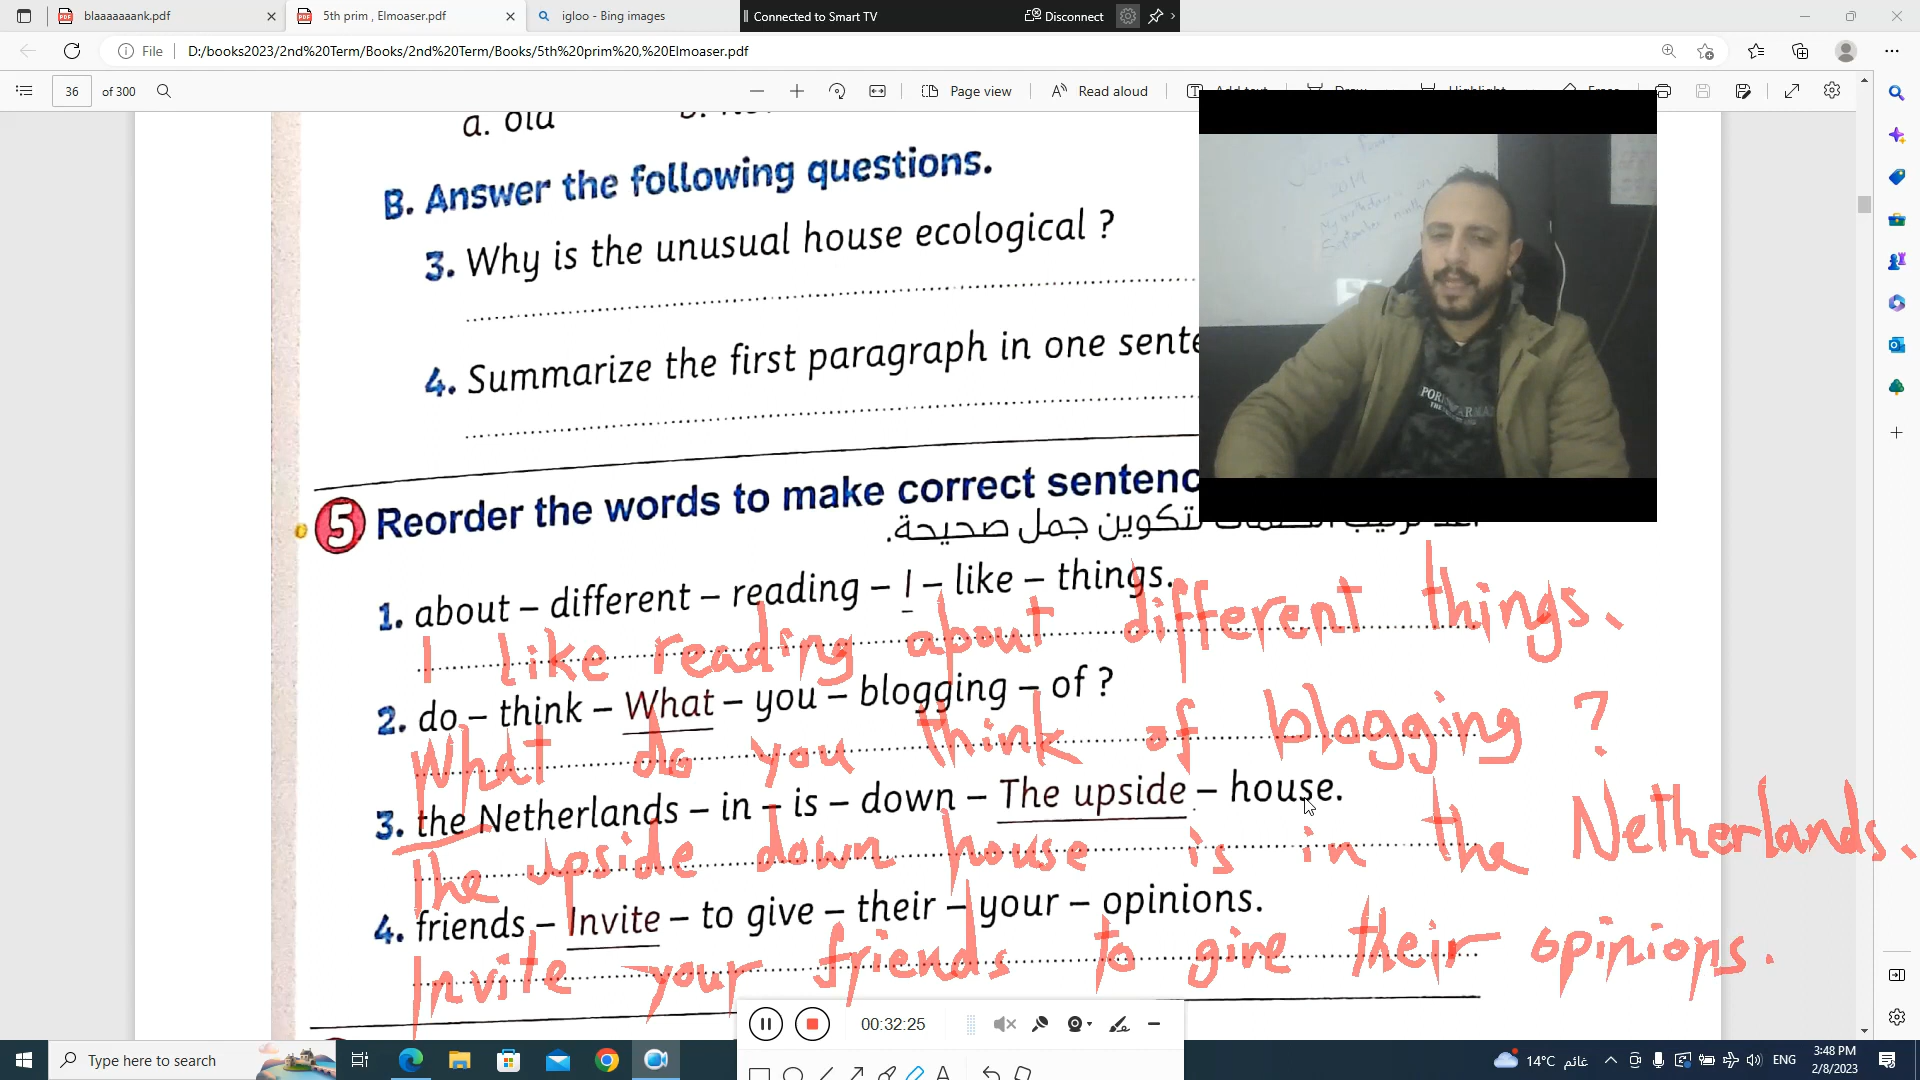 blaaaaaaank.pdf
5th prim , Elmoaser.pdf
igloo - Bing images
Connected to Smart TV
Disconnect
File
D:/books2023/2nd%20Term/Books/2nd%20Term/Books/5th%20prim%20,%20Elmoaser.pdf
36 of 300
Page view
Read aloud
a. old
B. Answer the following questions.
3. Why is the unusual house ecological ?
4. Summarize the first paragraph in one sente
5 Reorder the words to make correct sentenc
لتكوين جمل صحيحة.
1. about – different – reading – I – like – things.
I like reading about different things.
2. do – think – What – you – blogging – of ?
What do you think of blogging ?
3. the Netherlands – in – is – down – The upside – house.
The upside down house is in the Netherlands.
4. friends – Invite – to give – their – your – opinions.
Invite your friends to give their opinions.
00:32:25
Type here to search
14°C غائم
ENG
3:48 PM
2/8/2023